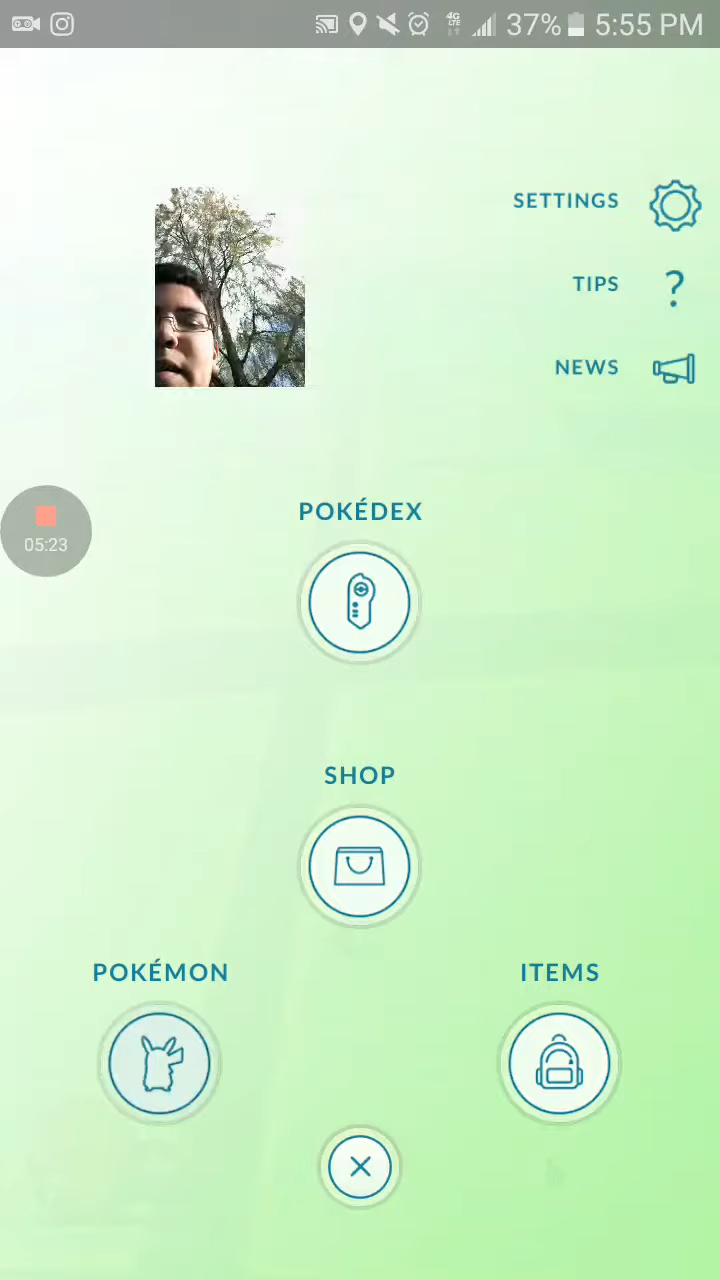 37% 5:55 PM
SETTINGS
TIPS ?
NEWS
05:23
POKÉDEX
SHOP
POKÉMON
ITEMS